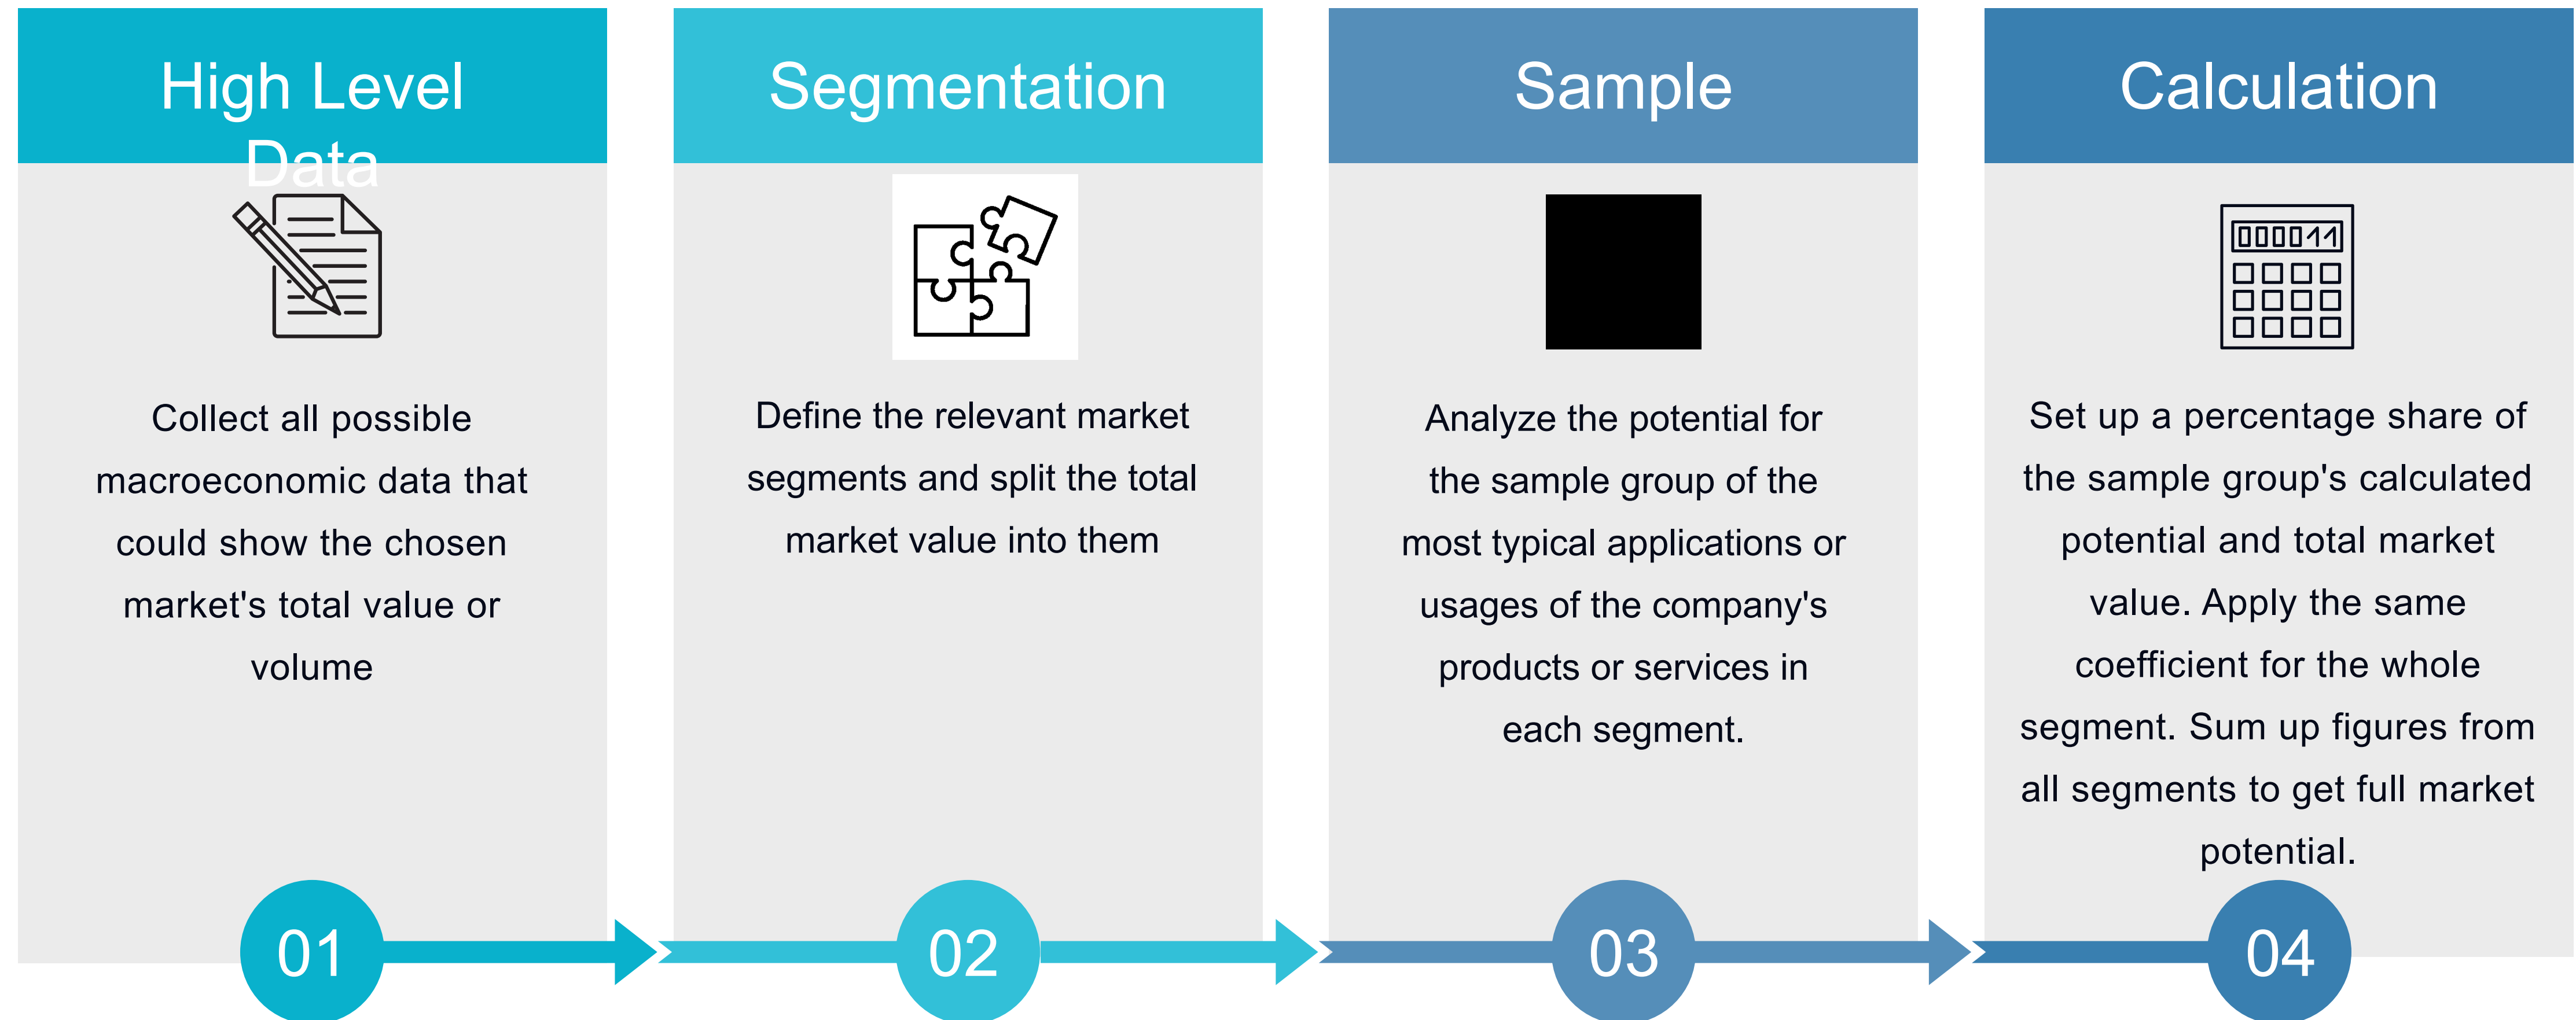 High Level
Data
Collect all possible
macroeconomic data that
could show the chosen
market's total value or
volume
01
Segmentation
Define the relevant market
segments and split the total
market value into them
02
Sample
Analyze the potential for
the sample group of the
most typical applications or
usages of the company's
products or services in
each segment.
03
Calculation
000011
Set up a percentage share of
the sample group's calculated
potential and total market
value. Apply the same
coefficient for the whole
segment. Sum up figures from
all segments to get full market
potential.
04